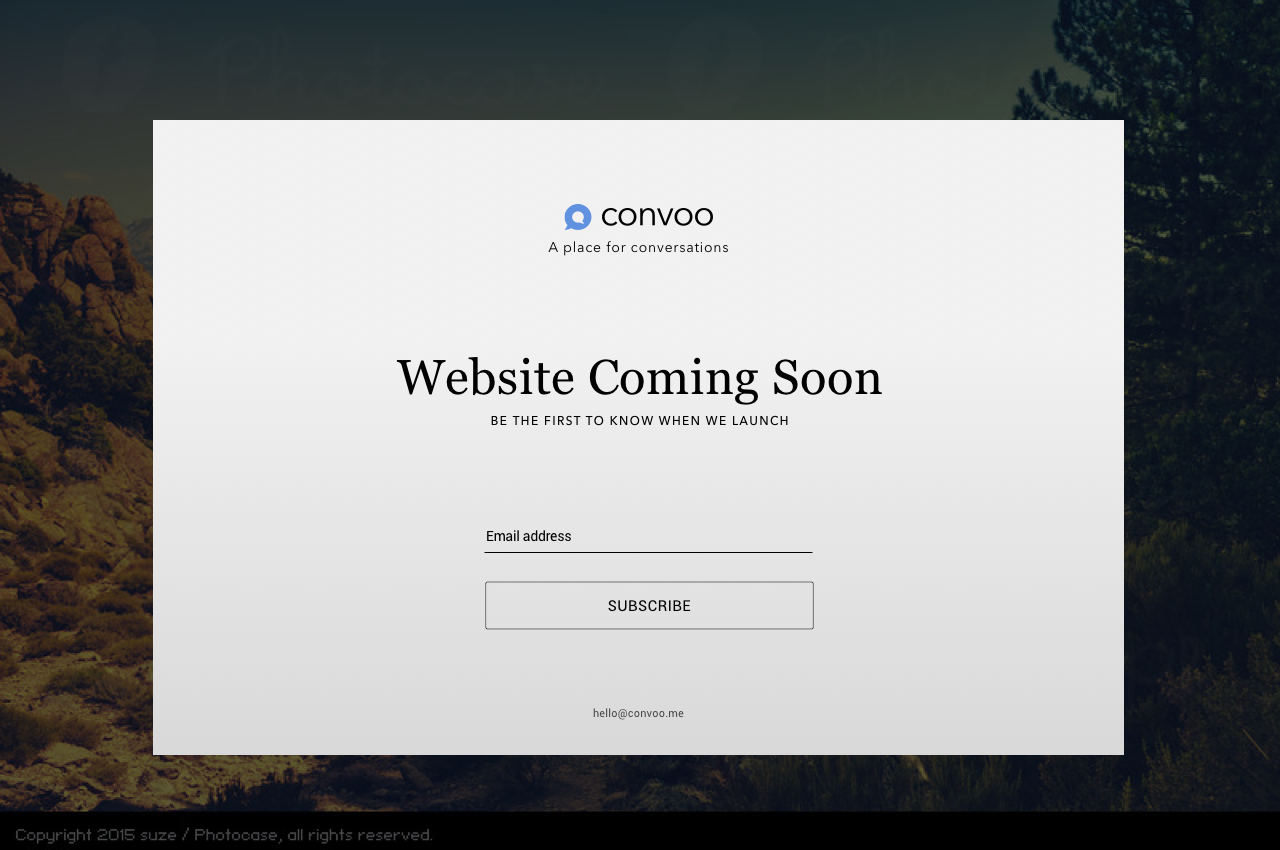 Photocase
convoo
A place for conversations
Website Coming Soon
BE THE FIRST TO KNOW WHEN WE LAUNCH
Email address
SUBSCRIBE
hello@convoo.me
Copyright 2015 suze / Photocase, all rights reserved.